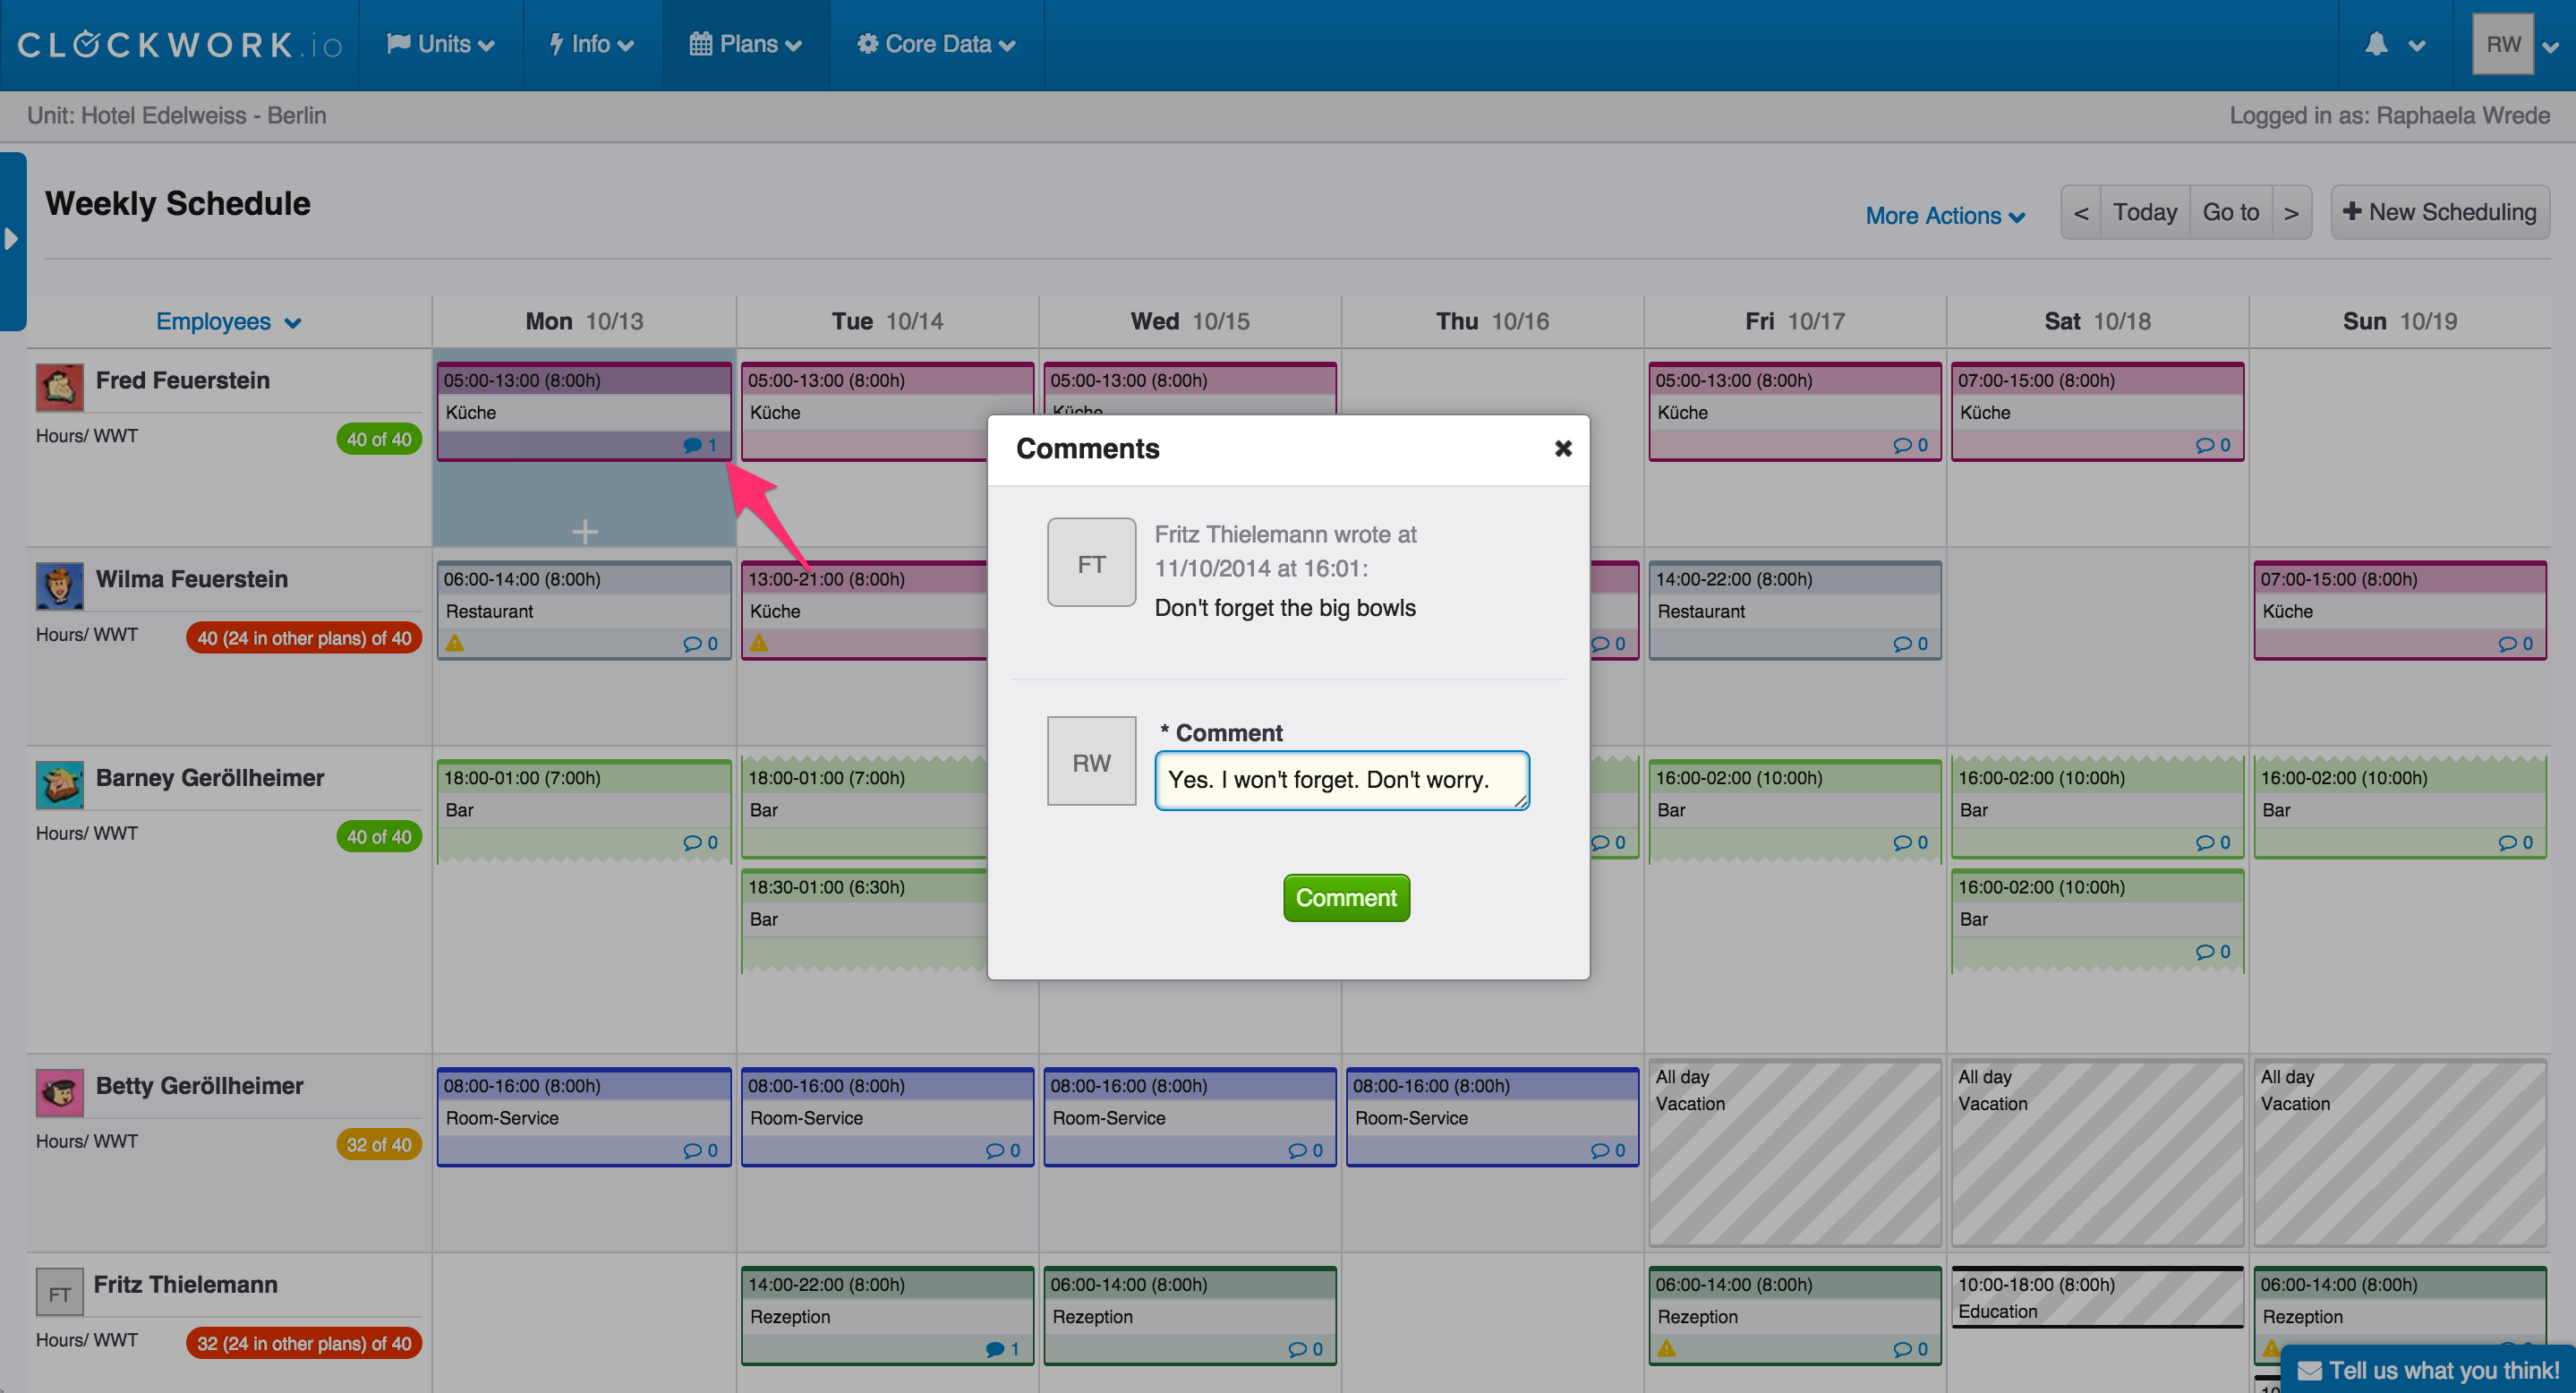 CLOCKWORK.io Units Info Plans Core Data RW
Unit: Hotel Edelweiss - Berlin Logged in as: Raphaela Wrede
Weekly Schedule More Actions < Today Go to > New Scheduling
Employees Mon 10/13 Tue 10/14 Wed 10/15 Thu 10/16 Fri 10/17 Sat 10/18 Sun 10/19
Fred Feuerstein
Hours/ WWT 40 of 40
05:00-13:00 (8:00h)
Küche
1
05:00-13:00 (8:00h)
Küche
05:00-13:00 (8:00h)
Küche
05:00-13:00 (8:00h)
Küche
0
07:00-15:00 (8:00h)
Küche
0
Comments
FT
Fritz Thielemann wrote at
11/10/2014 at 16:01:
Don't forget the big bowls
RW
* Comment
Yes. I won't forget. Don't worry.
Comment
Wilma Feuerstein
Hours/ WWT 40 (24 in other plans) of 40
06:00-14:00 (8:00h)
Restaurant
0
13:00-21:00 (8:00h)
Küche
0
14:00-22:00 (8:00h)
Restaurant
0
07:00-15:00 (8:00h)
Küche
0
Barney Geröllheimer
Hours/ WWT 40 of 40
18:00-01:00 (7:00h)
Bar
0
18:00-01:00 (7:00h)
Bar
18:30-01:00 (6:30h)
Bar
0
16:00-02:00 (10:00h)
Bar
0
16:00-02:00 (10:00h)
Bar
0
16:00-02:00 (10:00h)
Bar
0
16:00-02:00 (10:00h)
Bar
0
Betty Geröllheimer
Hours/ WWT 32 of 40
08:00-16:00 (8:00h)
Room-Service
0
08:00-16:00 (8:00h)
Room-Service
0
08:00-16:00 (8:00h)
Room-Service
0
08:00-16:00 (8:00h)
Room-Service
0
All day
Vacation
All day
Vacation
All day
Vacation
FT Fritz Thielemann
Hours/ WWT 32 (24 in other plans) of 40
14:00-22:00 (8:00h)
Rezeption
1
06:00-14:00 (8:00h)
Rezeption
0
06:00-14:00 (8:00h)
Rezeption
0
10:00-18:00 (8:00h)
Education
06:00-14:00 (8:00h)
Rezeption
Tell us what you think!